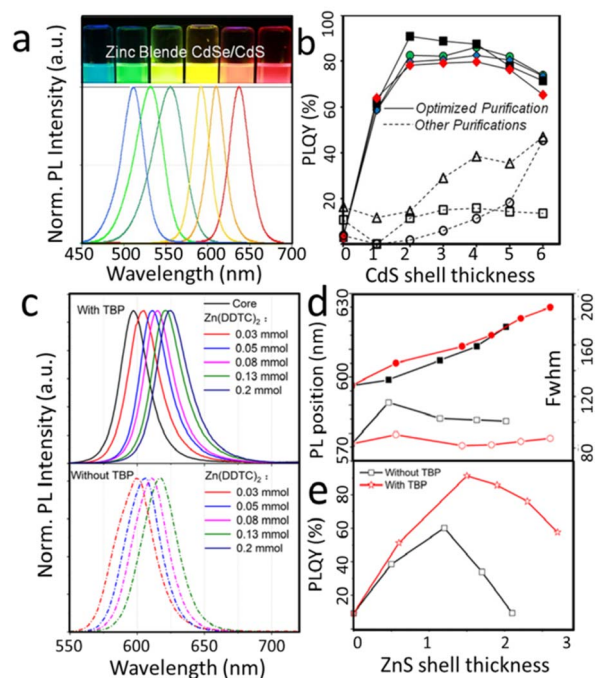 a
Zinc Blende CdSe/CdS
Norm. PL Intensity (a.u.)
450 500 550 600 650 700
Wavelength (nm)
b
PLQY (%)
100
80
60
40
20
Optimized Purification
Other Purifications
0 1 2 3 4 5 6
CdS shell thickness
c
Norm. PL Intensity (a.u.)
With TBP
Core
Zn(DDTC)2 :
0.03 mmol
0.05 mmol
0.08 mmol
0.13 mmol
0.2 mmol
Without TBP
Zn(DDTC)2 :
0.03 mmol
0.05 mmol
0.08 mmol
0.13 mmol
0.2 mmol
550 600 650 700
Wavelength (nm)
d
PL position (nm)
630
600
570
Fwhm
200
160
120
80
e
Without TBP
With TBP
PLQY (%)
80
60
40
20
0 1 2 3
ZnS shell thickness